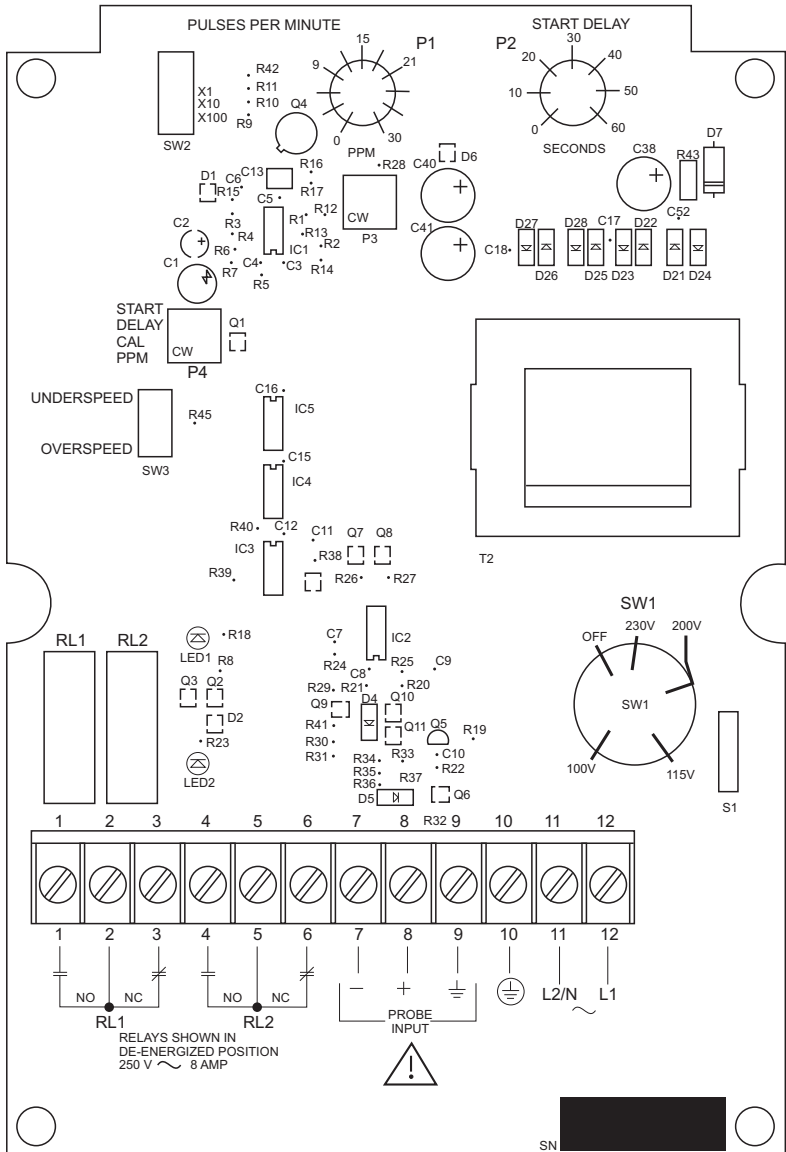 PULSES PER MINUTE
START DELAY
P1
P2
0
9
15
21
30
PPM
0
10
20
30
40
50
60
SECONDS
X1
X10
X100
SW2
R42
R11
R10
R9
Q4
R16
R17
R28
C40
D6
C38
R43
D7
D1
C6
C13
R15
C5
R1
R12
CW
P3
C41
C2
R3
R4
R13
IC1
R2
R6
R7
C4
C3
R14
R5
C1
C18
D27
D28
C17
D22
C52
D26
D25
D23
D21
D24
START
DELAY
CAL
PPM
CW
Q1
P4
UNDERSPEED
OVERSPEED
R45
SW3
C16
IC5
C15
IC4
R40
C12
C11
Q7
Q8
IC3
R38
R39
R26
R27
T2
IC2
SW1
OFF
230V
200V
SW1
100V
115V
S1
RL1
RL2
LED1
R18
R8
Q3
Q2
D2
R23
LED2
C7
R24
C8
R25
C9
R29
R21
R20
Q9
D4
Q10
R41
Q11
Q5
R19
R30
C10
R31
R34
R33
R22
R35
R37
R36
D5
Q6
R32
1 2 3 4 5 6 7 8 9 10 11 12
1 2 3 4 5 6 7 8 9 10 11 12
NO NC
NO NC
RL1
RL2
− +
L2/N L1
PROBE
INPUT
RELAYS SHOWN IN
DE-ENERGIZED POSITION
250 V ~ 8 AMP
!
SN